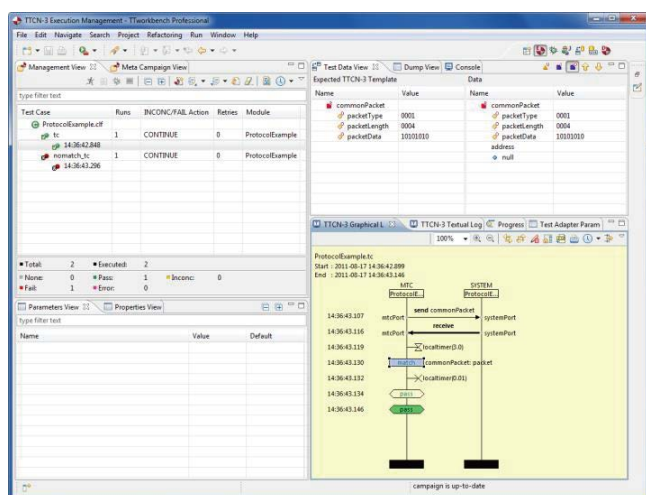 TTCN-3 Execution Management - TTworkbench Professional
File Edit Navigate Search Project Refactoring Run Window Help
Management View
Meta Campaign View
type filter text
Test Case Runs INCONC/FAIL Action Retries Module
ProtocolExample.clf
tc 1 CONTINUE 0 ProtocolExample
14:36:42.848
nomatch_tc 1 CONTINUE 0 ProtocolExample
14:36:43.296
Total: 2 Executed: 2
None: 0 Pass: 1 Inconc: 0
Fail: 1 Error: 0
Parameters View Properties View
type filter text
Name Value Default
Test Data View Dump View Console
Expected TTCN-3 Template Data
Name Value Name Value
commonPacket commonPacket
packetType 0001 packetType 0001
packetLength 0004 packetLength 0004
packetData 10101010 packetData 10101010
address
null
TTCN-3 Graphical L TTCN-3 Textual Log Progress Test Adapter Param
100%
ProtocolExample.tc
Start : 2011-08-17 14:36:42.899
End : 2011-08-17 14:36:43.146
MTC SYSTEM
ProtocolE... ProtocolE...
14:36:43.107 mtcPort send commonPacket systemPort
14:36:43.116 mtcPort receive systemPort
14:36:43.119 localtimer(3.0)
14:36:43.130 match commonPacket: packet
14:36:43.132 localtimer(0.01)
14:36:43.134 pass
14:36:43.146 pass
campaign is up-to-date